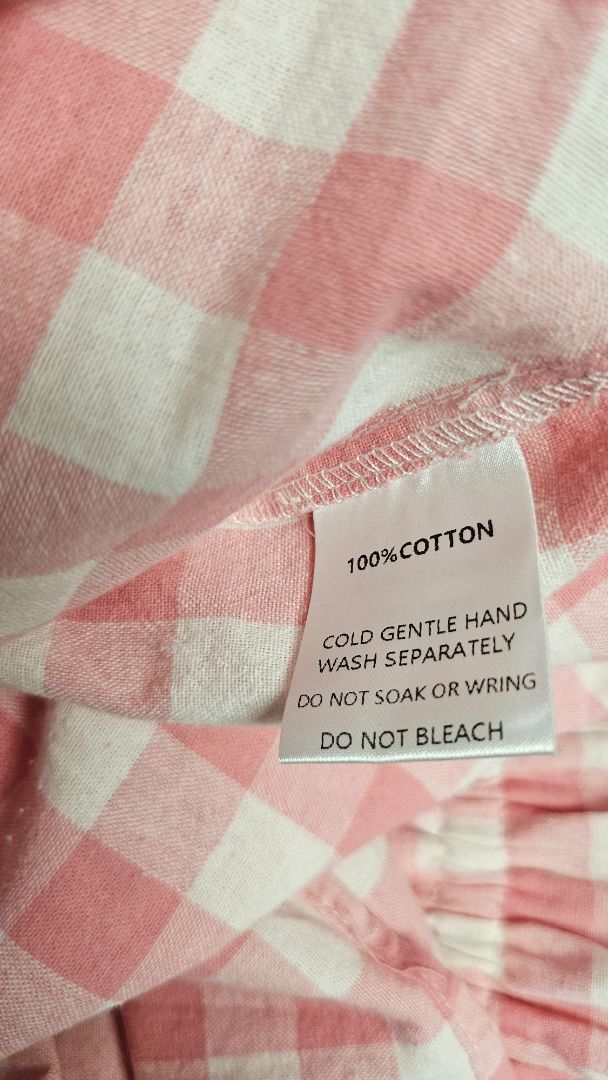 100%COTTON
COLD GENTLE HAND
WASH SEPARATELY
DO NOT SOAK OR WRING
DO NOT BLEACH